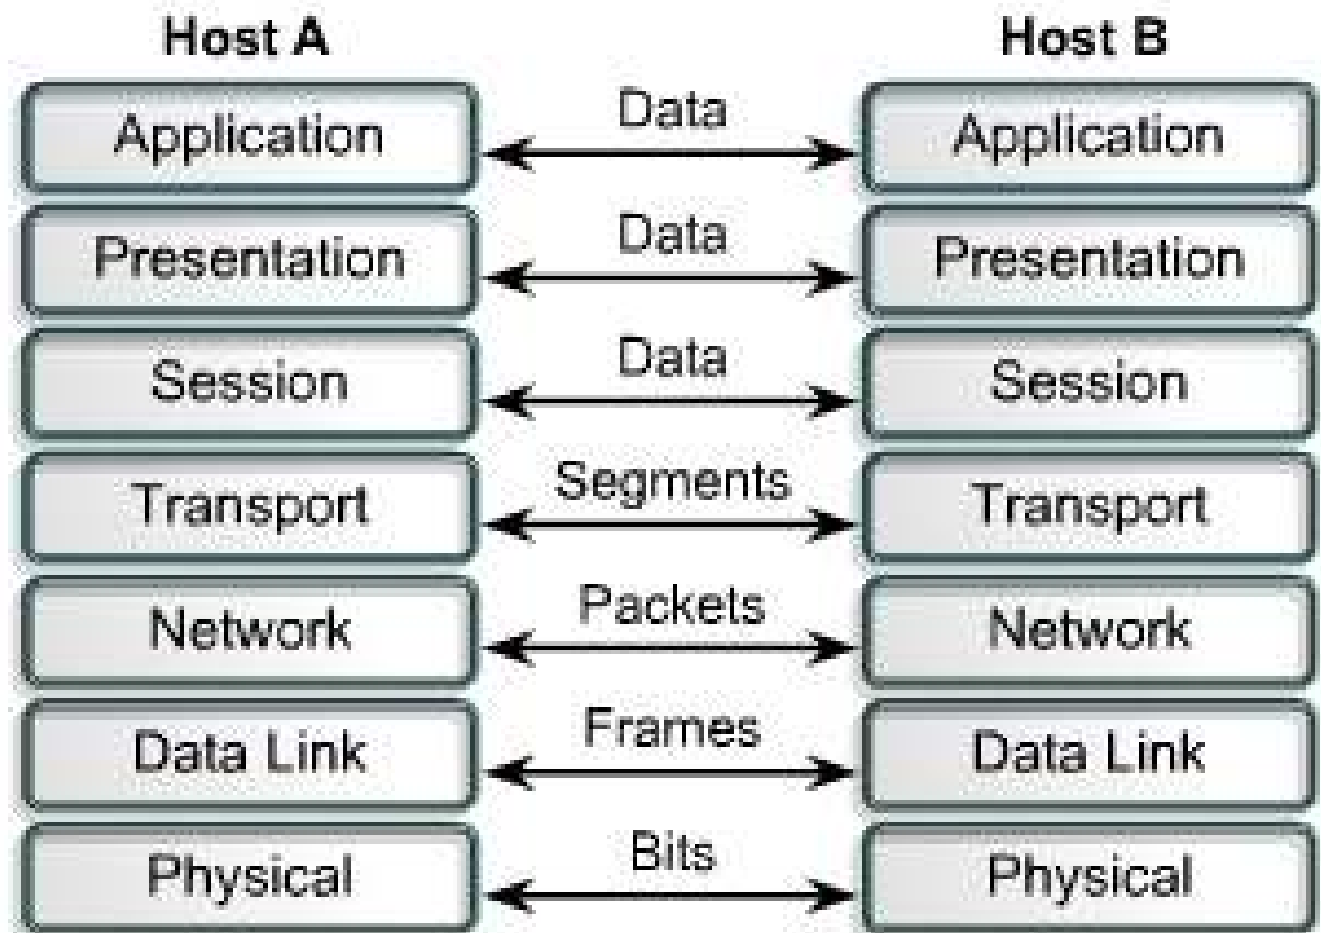 Host A Host B
Application Data Application
Presentation Data Presentation
Session Data Session
Transport Segments Transport
Network Packets Network
Data Link Frames Data Link
Physical Bits Physical